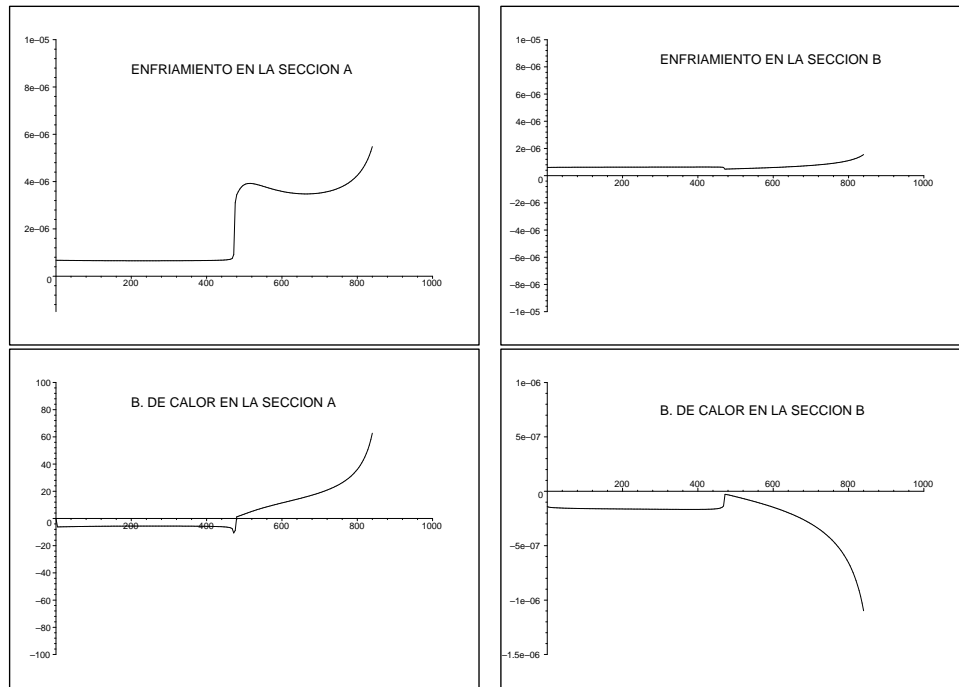 1e–05
ENFRIAMIENTO EN LA SECCION A
8e–06
6e–06
4e–06
2e–06
0
200
400
600
800
1000
1e–05
ENFRIAMIENTO EN LA SECCION B
8e–06
6e–06
4e–06
2e–06
0
200
400
600
800
1000
–2e–06
–4e–06
–6e–06
–8e–06
–1e–05
100
B. DE CALOR EN LA SECCION A
80
60
40
20
0
200
400
600
800
1000
–20
–40
–60
–80
–100
1e–06
B. DE CALOR EN LA SECCION B
5e–07
0
200
400
600
800
1000
–5e–07
–1e–06
–1.5e–06